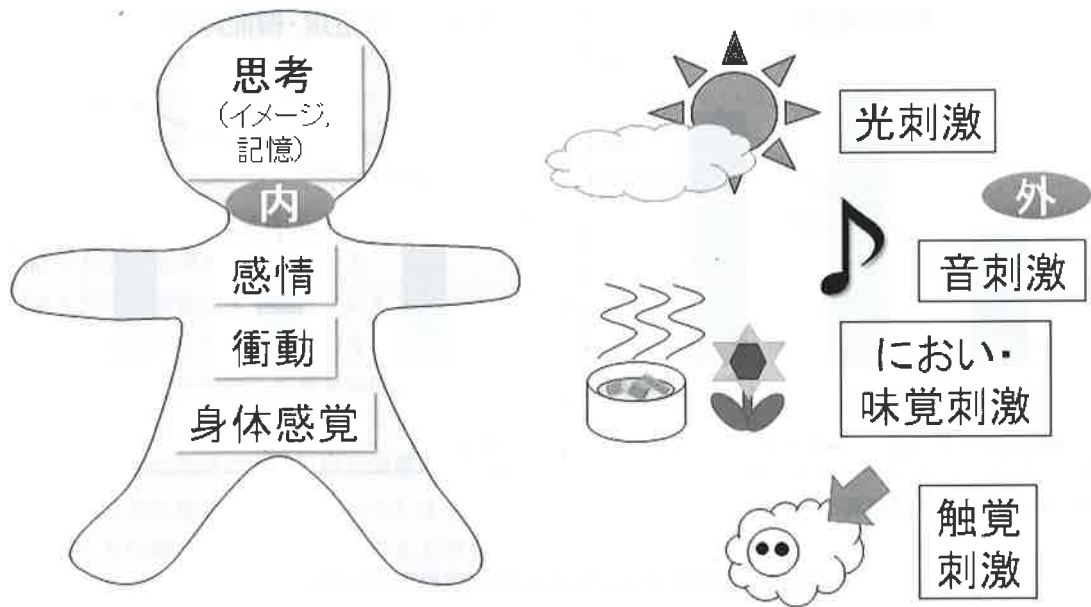 思考
(イメージ,
記憶)
内
感情
衝動
身体感覚
光刺激
外
音刺激
におい・
味覚刺激
触覚
刺激